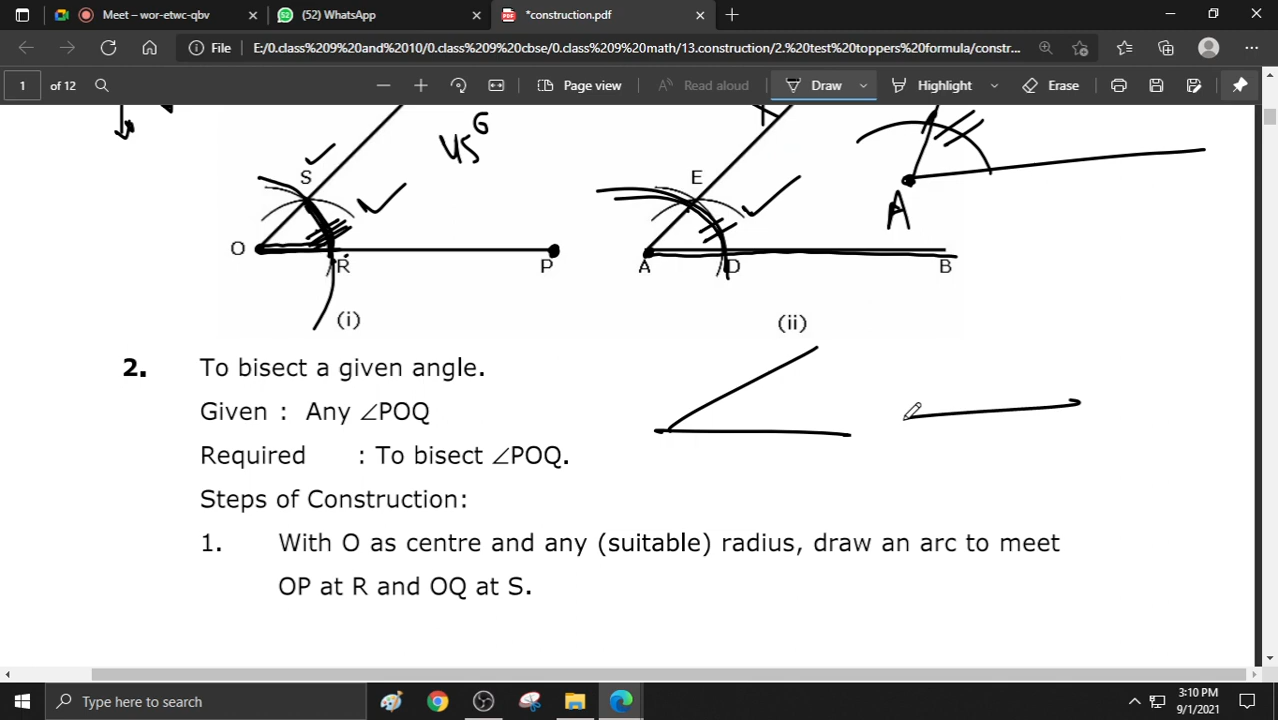 Meet – wor-etwc-qbv
(52) WhatsApp
*construction.pdf
File
E:/0.class%209%20and%2010/0.class%209%20cbse/0.class%209%20math/13.construction/2.%20test%20toppers%20formula/constr...
1 of 12
Page view
Read aloud
Draw
Highlight
Erase
S
E
A
O
R
P
A
D
B
(i)
(ii)
2. To bisect a given angle.
Given : Any ∠POQ
Required : To bisect ∠POQ.
Steps of Construction:
1. With O as centre and any (suitable) radius, draw an arc to meet
OP at R and OQ at S.
Type here to search
3:10 PM
9/1/2021